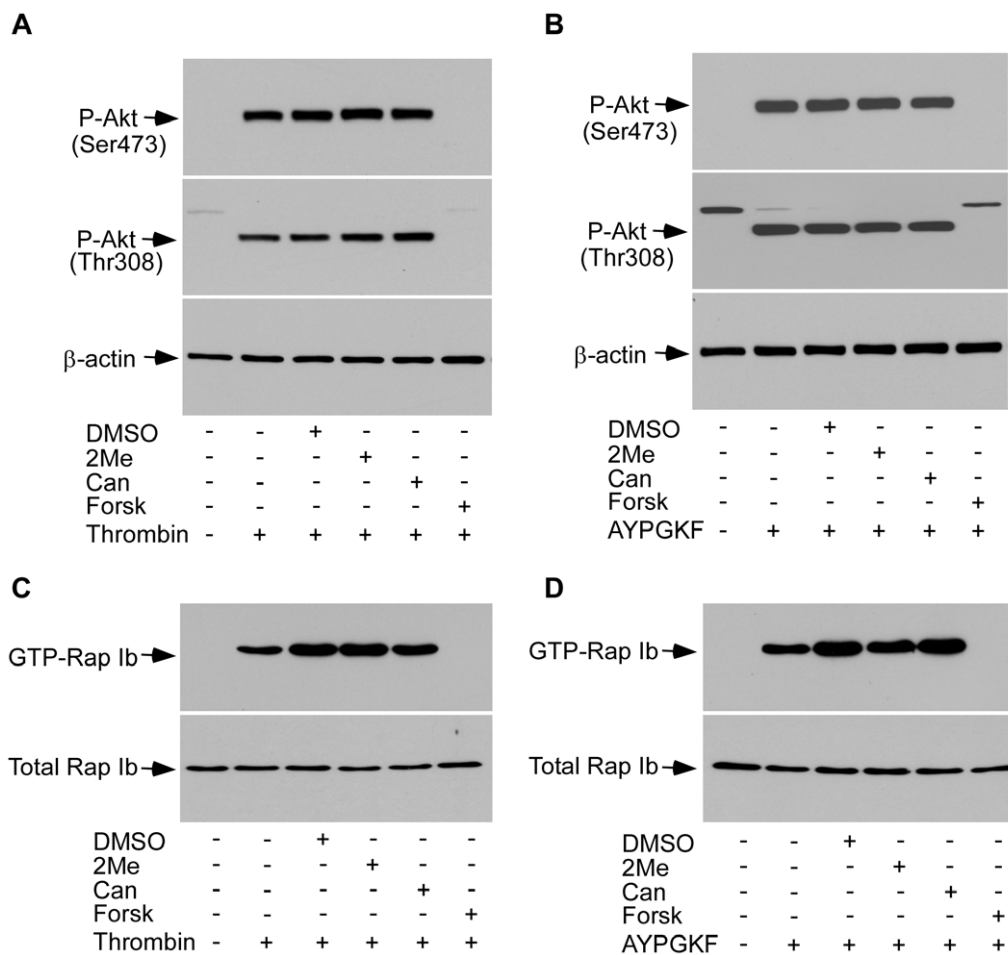 A
P-Akt
(Ser473)
P-Akt
(Thr308)
β-actin
DMSO - - + - - -
2Me - - - + - -
Can - - - - + -
Forsk - - - - - +
Thrombin - + + + + +
B
P-Akt
(Ser473)
P-Akt
(Thr308)
β-actin
DMSO - - + - - -
2Me - - - + - -
Can - - - - + -
Forsk - - - - - +
AYPGKF - + + + + +
C
GTP-Rap Ib
Total Rap Ib
DMSO - - + - - -
2Me - - - + - -
Can - - - - + -
Forsk - - - - - +
Thrombin - + + + + +
D
GTP-Rap Ib
Total Rap Ib
DMSO - - + - - -
2Me - - - + - -
Can - - - - + -
Forsk - - - - - +
AYPGKF - + + + + +